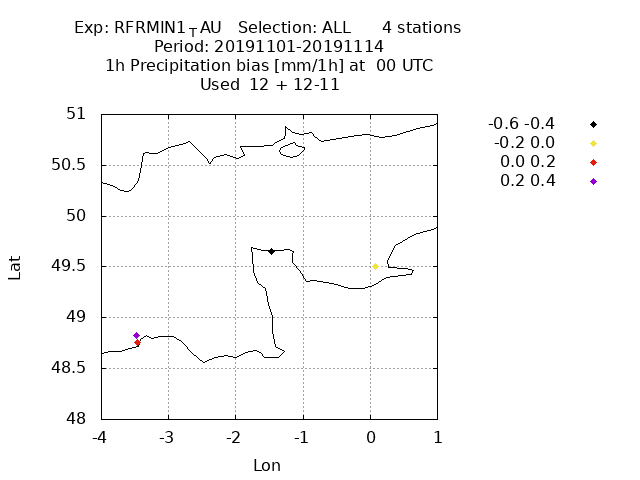 Exp: RFRMIN1TAU   Selection: ALL      4 stations
Period: 20191101-20191114
1h Precipitation bias [mm/1h] at  00 UTC
Used  12 + 12-11
-0.6 -0.4
-0.2 0.0
0.0 0.2
0.2 0.4
51
50.5
50
49.5
49
48.5
48
Lat
-4 -3 -2 -1 0 1
Lon